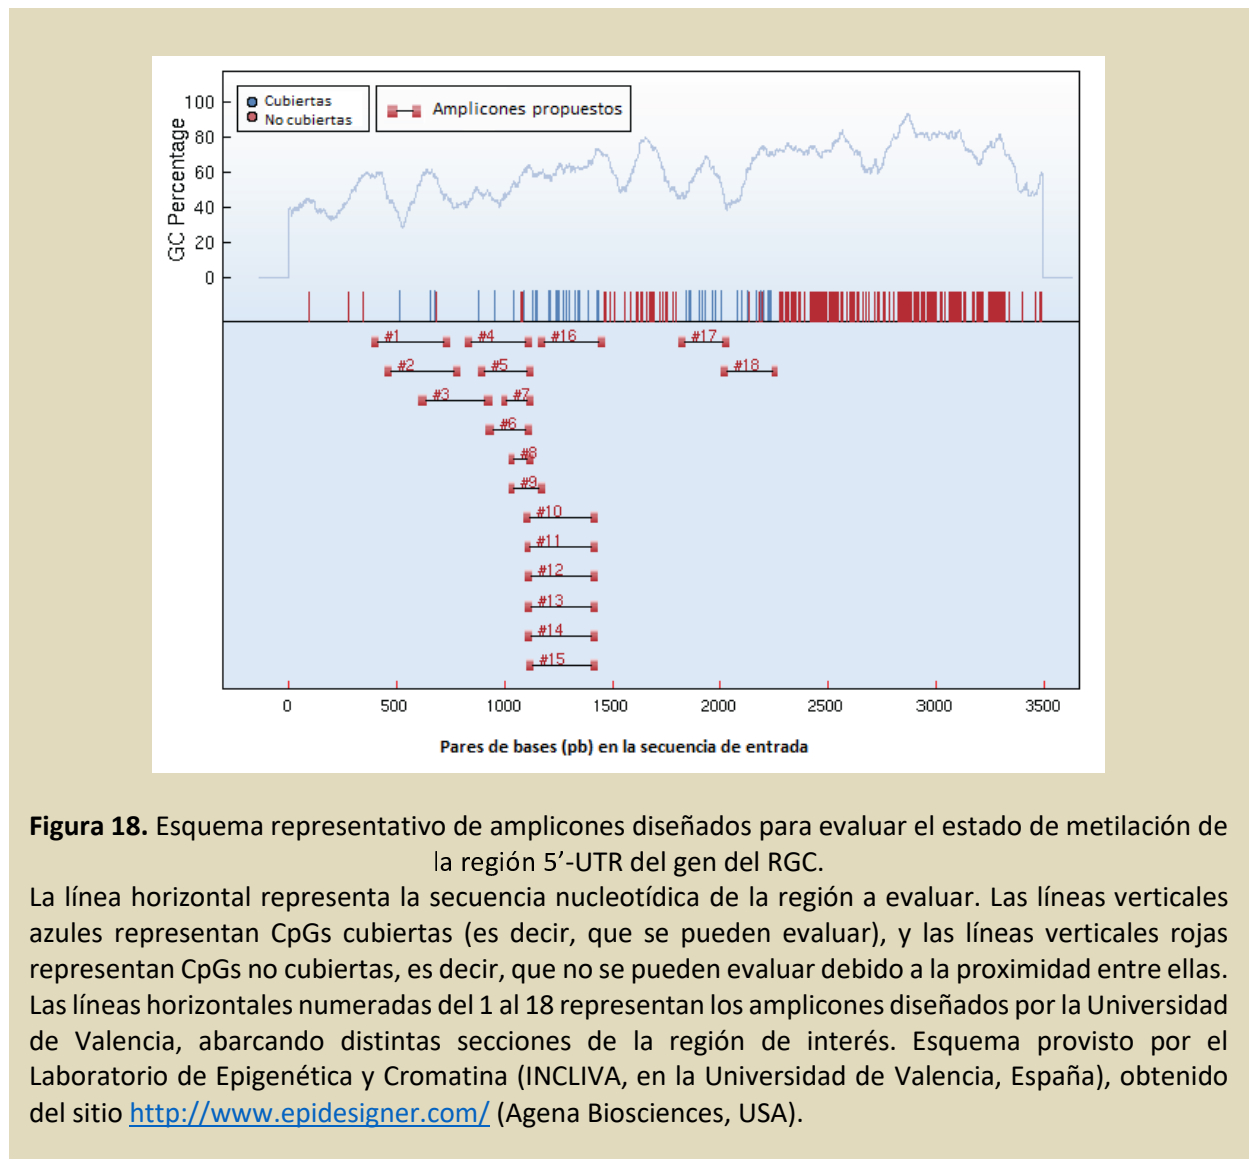 Cubiertas
No cubiertas
Amplicones propuestos
GC Percentage
100
80
60
40
20
0
#1
#4
#16
#17
#2
#5
#18
#3
#7
#6
#8
#9
#10
#11
#12
#13
#14
#15
0
500
1000
1500
2000
2500
3000
3500
Pares de bases (pb) en la secuencia de entrada
Figura 18. Esquema representativo de amplicones diseñados para evaluar el estado de metilación de
la región 5’-UTR del gen del RGC.
La línea horizontal representa la secuencia nucleotídica de la región a evaluar. Las líneas verticales
azules representan CpGs cubiertas (es decir, que se pueden evaluar), y las líneas verticales rojas
representan CpGs no cubiertas, es decir, que no se pueden evaluar debido a la proximidad entre ellas.
Las líneas horizontales numeradas del 1 al 18 representan los amplicones diseñados por la Universidad
de Valencia, abarcando distintas secciones de la región de interés. Esquema provisto por el
Laboratorio de Epigenética y Cromatina (INCLIVA, en la Universidad de Valencia, España), obtenido
del sitio http://www.epidesigner.com/ (Agena Biosciences, USA).